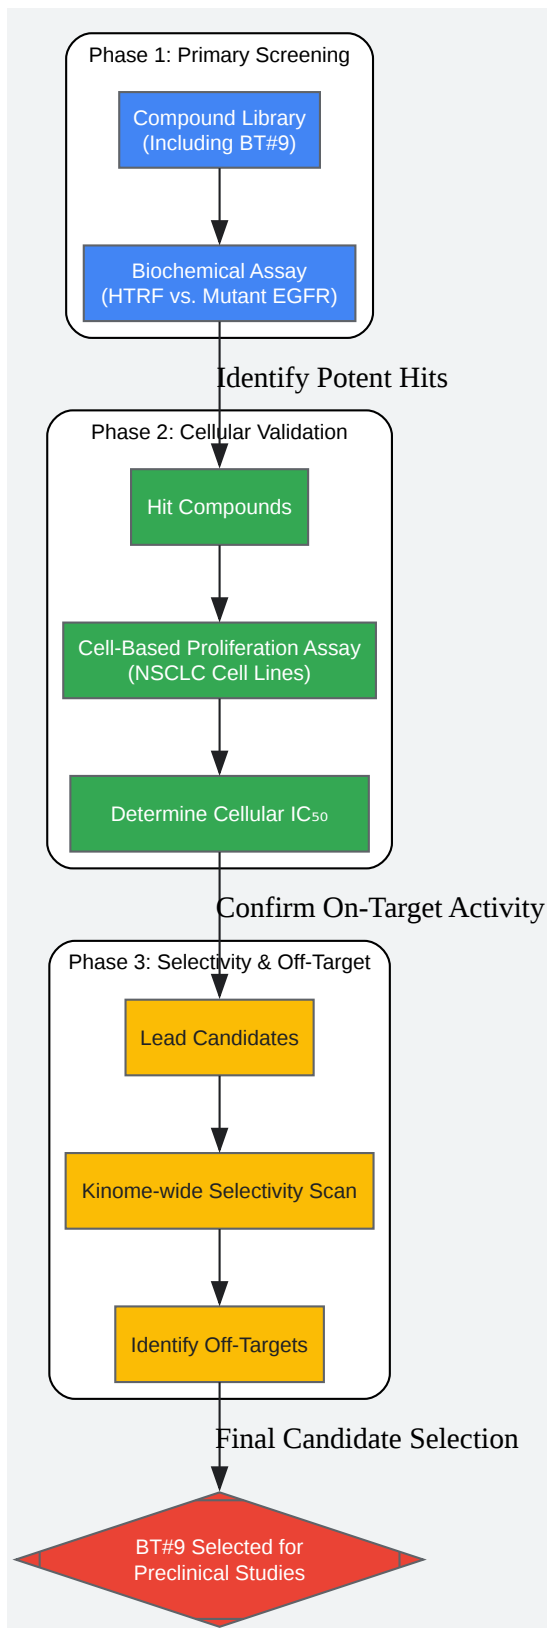 Phase 1: Primary Screening
Compound Library
(Including BT#9)
Biochemical Assay
(HTRF vs. Mutant EGFR)
Identify Potent Hits
Phase 2: Cellular Validation
Hit Compounds
Cell-Based Proliferation Assay
(NSCLC Cell Lines)
Determine Cellular IC₅₀
Confirm On-Target Activity
Phase 3: Selectivity & Off-Target
Lead Candidates
Kinome-wide Selectivity Scan
Identify Off-Targets
Final Candidate Selection
BT#9 Selected for
Preclinical Studies